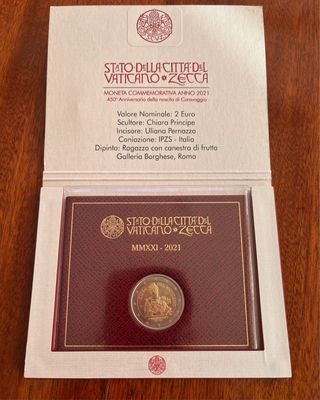 STATO DELLA CITTÀ DEL
VATICANO ZECCA
MONETA COMMEMORATIVA ANNO 2021
450° Anniversario della nascita di Caravaggio
Valore Nominale: 2 Euro
Scultore: Chiara Principe
Incisore: Uliana Pernazza
Coniazione: IPZS - Italia
Dipinto: Ragazzo con canestra di frutta
Galleria Borghese, Roma
STATO DELLA CITTÀ DEL
VATICANO ZECCA
MMXXI - 2021